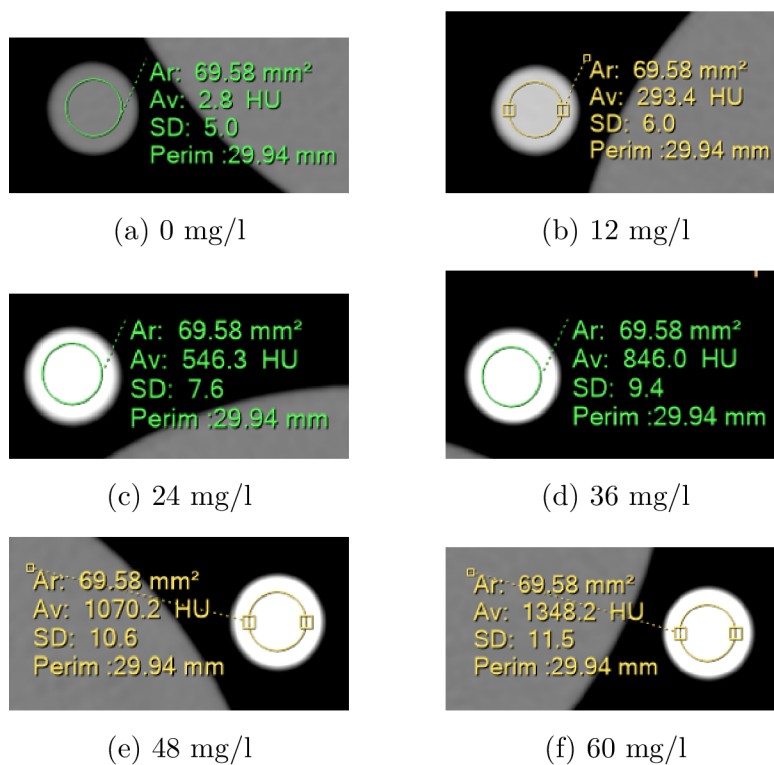 Ar: 69.58 mm²
Av: 2.8 HU
SD: 5.0
Perim :29.94 mm
(a) 0 mg/l
Ar: 69.58 mm²
Av: 293.4 HU
SD: 6.0
Perim :29.94 mm
(b) 12 mg/l
Ar: 69.58 mm²
Av: 546.3 HU
SD: 7.6
Perim :29.94 mm
(c) 24 mg/l
Ar: 69.58 mm²
Av: 846.0 HU
SD: 9.4
Perim :29.94 mm
(d) 36 mg/l
Ar: 69.58 mm²
Av: 1070.2 HU
SD: 10.6
Perim :29.94 mm
(e) 48 mg/l
Ar: 69.58 mm²
Av: 1348.2 HU
SD: 11.5
Perim :29.94 mm
(f) 60 mg/l